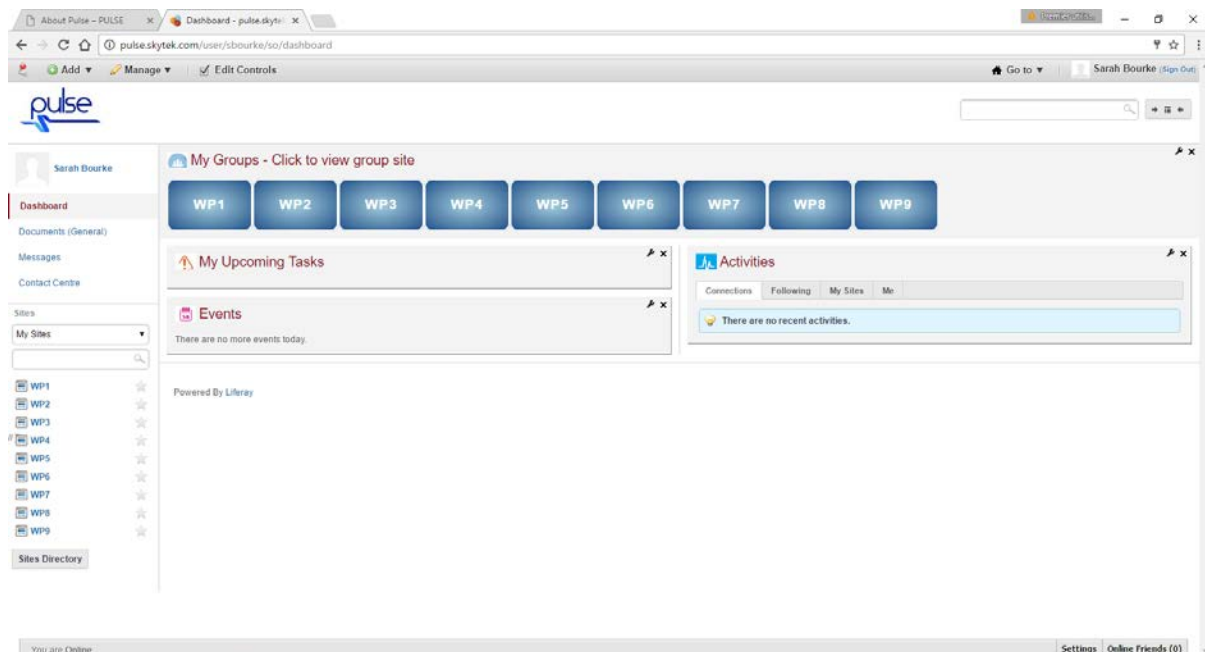 About Pulse – PULSE
Dashboard - pulse.skytel
pulse.skytek.com/user/sbourke/so/dashboard
Add Manage Edit Controls Go to Sarah Bourke (Sign Out)
pulse
Sarah Bourke
Dashboard
Documents (General)
Messages
Contact Centre
Sites
My Sites
WP1
WP2
WP3
WP4
WP5
WP6
WP7
WP8
WP9
Sites Directory
My Groups - Click to view group site
WP1 WP2 WP3 WP4 WP5 WP6 WP7 WP8 WP9
My Upcoming Tasks
Events
There are no more events today.
Activities
Connections Following My Sites Me
There are no recent activities.
Powered By Liferay
You are Online Settings Online Friends (0)